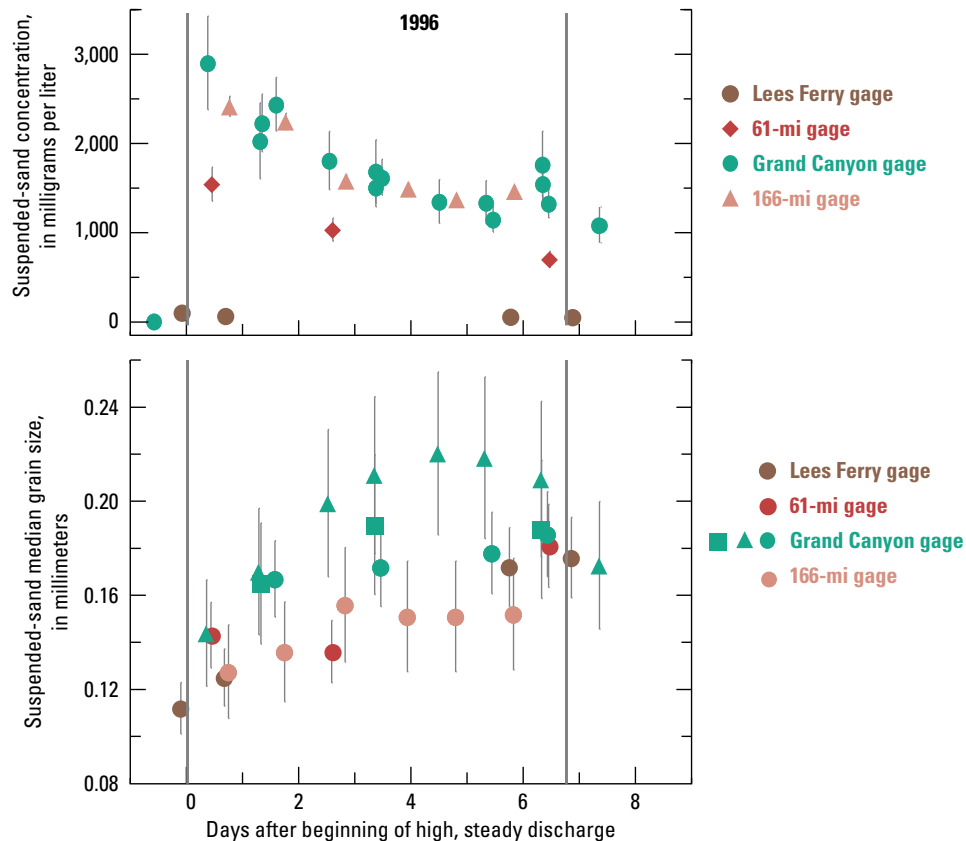 1996
Suspended-sand concentration,
in milligrams per liter
3,000
2,000
1,000
0
Lees Ferry gage
61-mi gage
Grand Canyon gage
166-mi gage
Suspended-sand median grain size,
in millimeters
0.24
0.20
0.16
0.12
0.08
Lees Ferry gage
61-mi gage
Grand Canyon gage
166-mi gage
0 2 4 6 8
Days after beginning of high, steady discharge